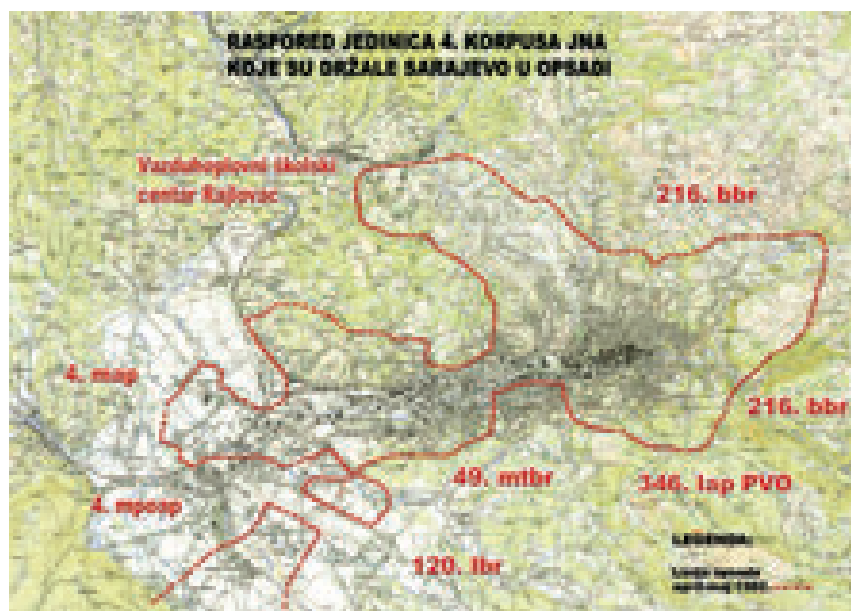 RASPORED JEDINICA 4. KORPUSA JNA
KOJE SU DRŽALE SARAJEVO U OPSADI
Vazduhoplovni školski
centar Rajlovac
216. bbr
4. map
216. bbr
49. mtbr
346. lap PVO
4. mpoap
120. lbr
LEGENDA: